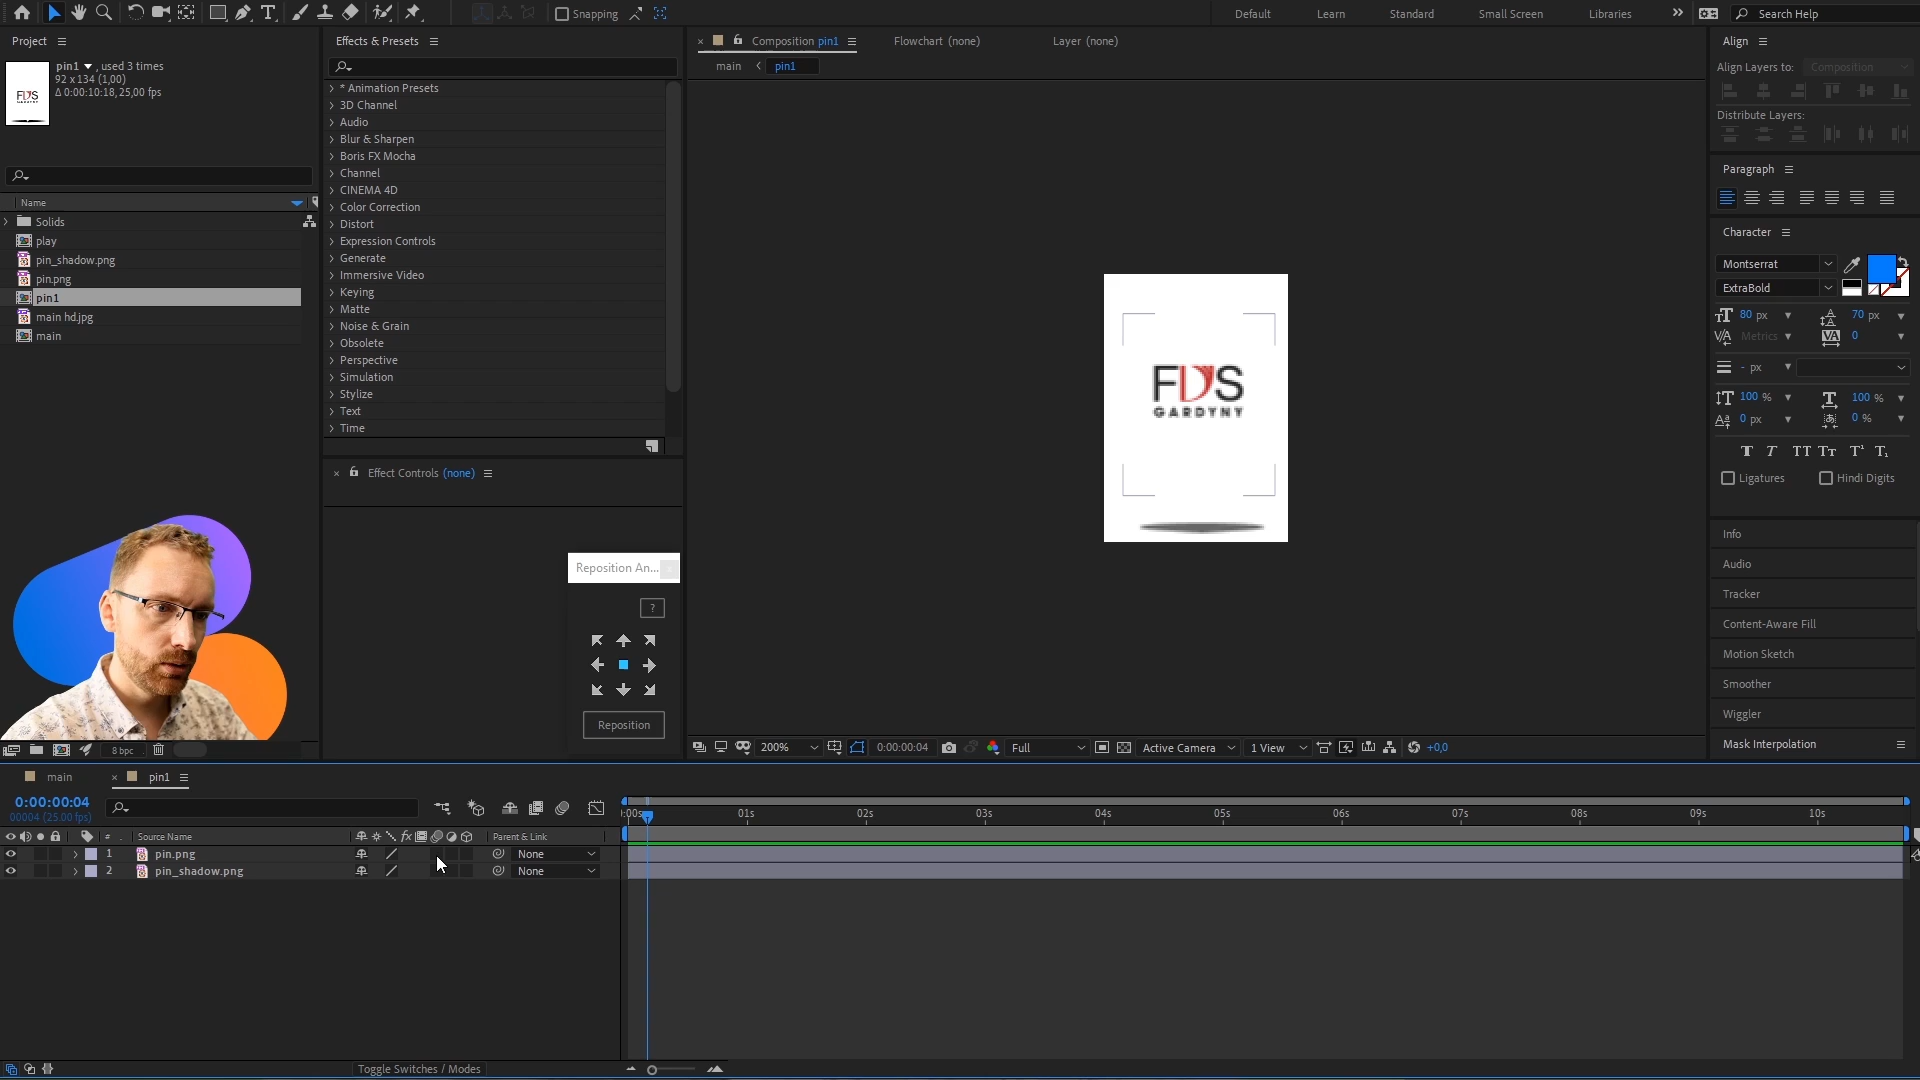 Snapping
Default
Learn
Standard
Small Screen
Libraries
Search Help
Project
pin1 , used 3 times
92 x 134 (1,00)
Δ 0:00:10:18, 25,00 fps
FDS
GARDYNY
Name
Solids
play
pin_shadow.png
pin.png
pin1
main hd.jpg
main
8 bpc
Effects & Presets
* Animation Presets
3D Channel
Audio
Blur & Sharpen
Boris FX Mocha
Channel
CINEMA 4D
Color Correction
Distort
Expression Controls
Generate
Immersive Video
Keying
Matte
Noise & Grain
Obsolete
Perspective
Simulation
Stylize
Text
Time
Effect Controls (none)
Reposition An...
?
Reposition
Composition pin1
Flowchart (none)
Layer (none)
main
pin1
FDS
GARDYNY
200%
0:00:00:04
Full
Active Camera
1 View
+0,0
Align
Align Layers to: Composition
Distribute Layers:
Paragraph
Character
Montserrat
ExtraBold
80 px
70 px
Metrics
0
- px
100 %
100 %
0 px
0 %
Ligatures
Hindi Digits
Info
Audio
Tracker
Content-Aware Fill
Motion Sketch
Smoother
Wiggler
Mask Interpolation
main
pin1
0:00:00:04
00004 (25.00 fps)
:00s
01s
02s
03s
04s
05s
06s
07s
08s
09s
10s
#
Source Name
Parent & Link
1
pin.png
None
2
pin_shadow.png
None
Toggle Switches / Modes